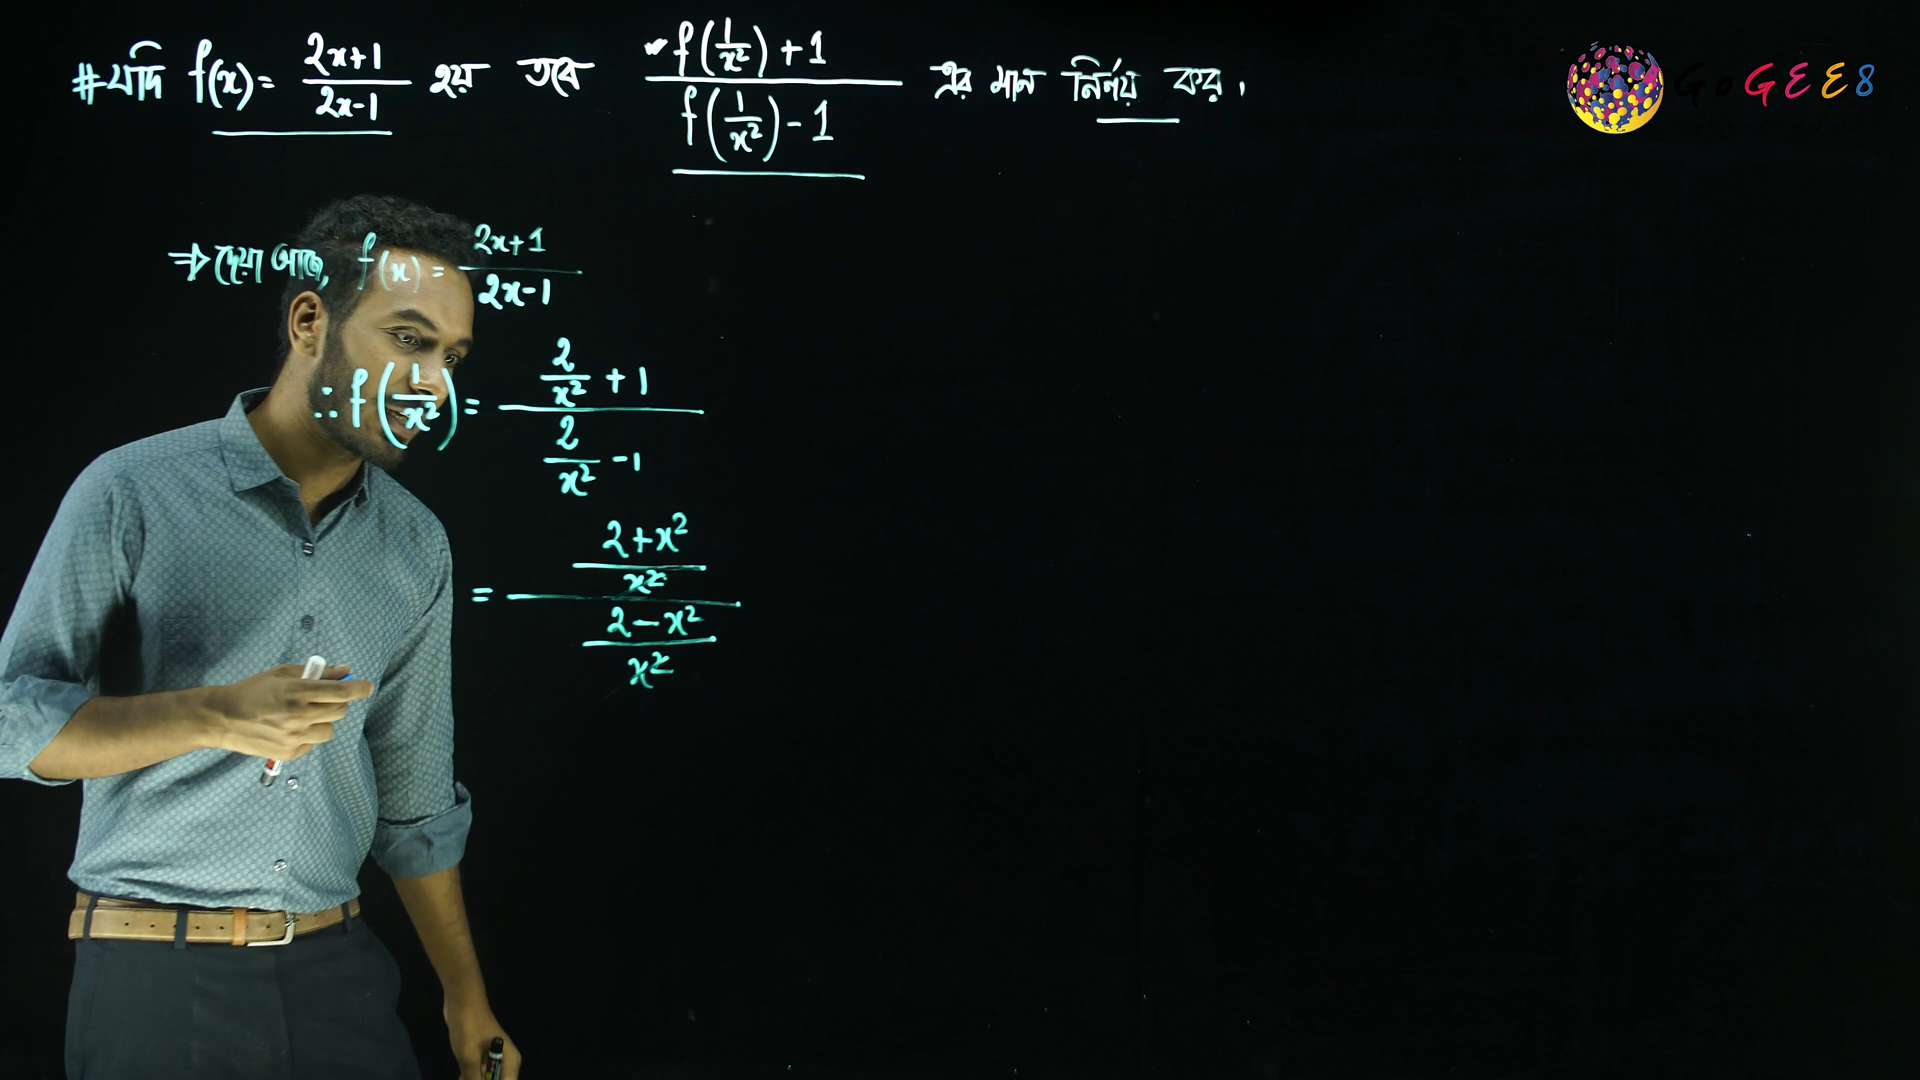 # যদি f(x) = (2x+1)/(2x-1) হয় তবে (f(1/x²) + 1)/(f(1/x²) - 1) এর মান নির্ণয় কর।
GoGEE8
⇒ দেয়া আছে, f(x) = (2x+1)/(2x-1)
∴ f(1/x²) = (2/x² + 1)/(2/x² - 1)
= ((2+x²)/x²)/((2-x²)/x²)